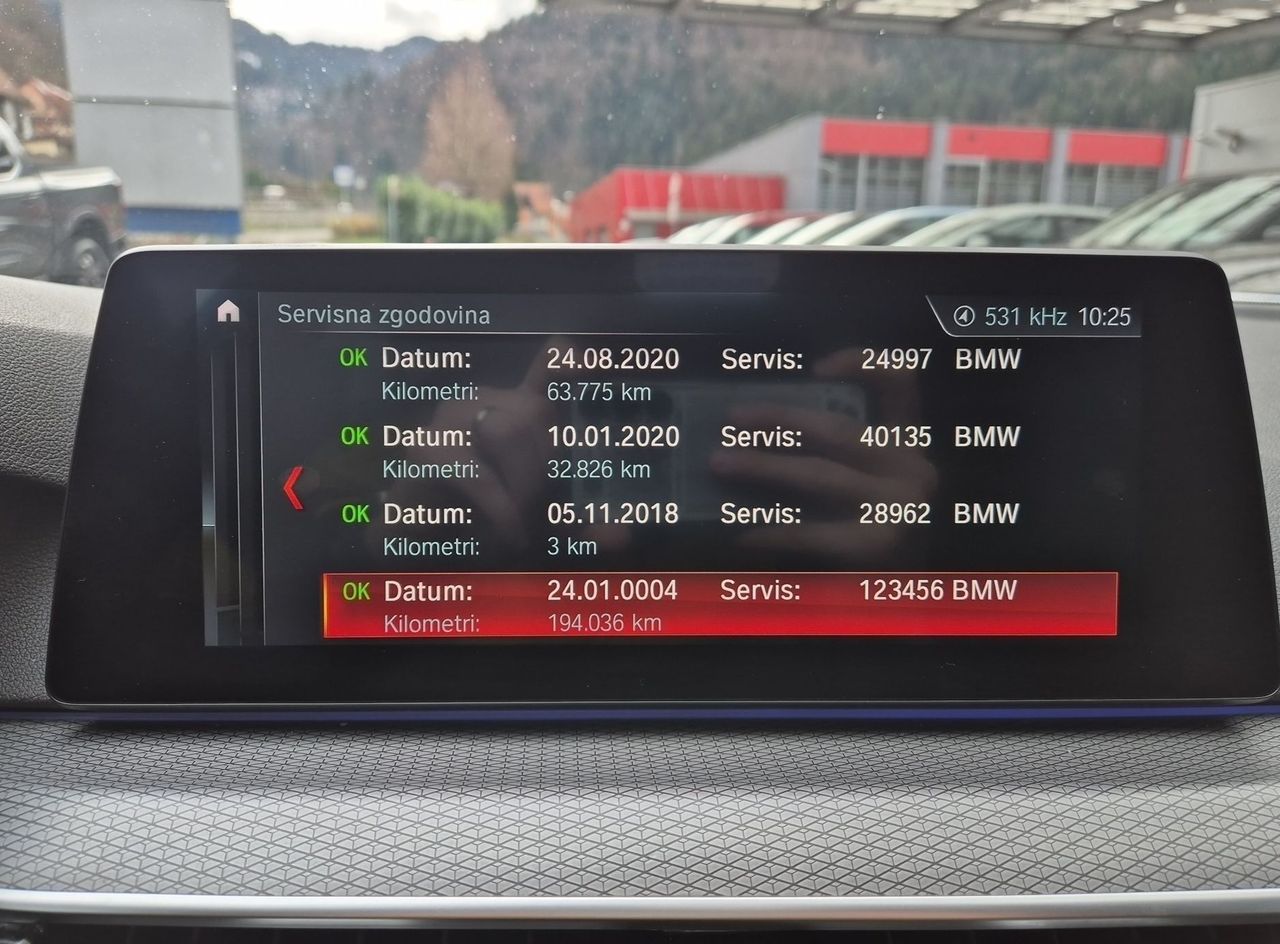 Servisna zgodovina 531 kHz 10:25
OK Datum: 24.08.2020 Servis: 24997 BMW
Kilometri: 63.775 km
OK Datum: 10.01.2020 Servis: 40135 BMW
Kilometri: 32.826 km
OK Datum: 05.11.2018 Servis: 28962 BMW
Kilometri: 3 km
OK Datum: 24.01.0004 Servis: 123456 BMW
Kilometri: 194.036 km